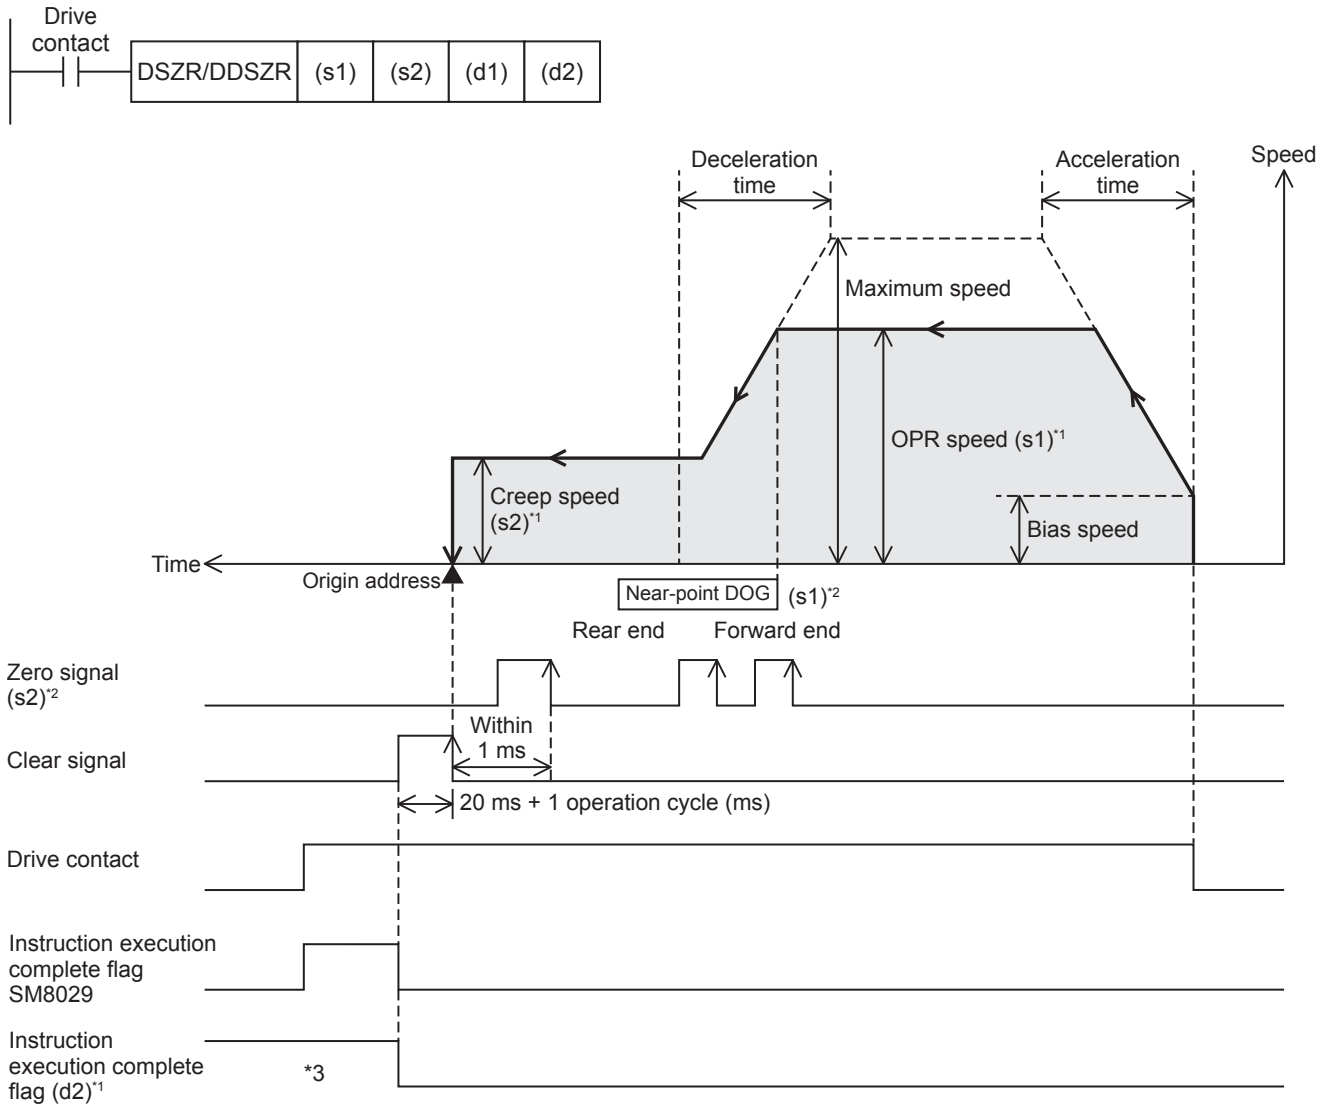 Drive
contact
DSZR/DDSZR (s1) (s2) (d1) (d2)
Deceleration
time
Acceleration
time
Speed
Maximum speed
OPR speed (s1)*1
Creep speed
(s2)*1
Bias speed
Time
Origin address
Near-point DOG (s1)*2
Rear end Forward end
Zero signal
(s2)*2
Within
1 ms
Clear signal
20 ms + 1 operation cycle (ms)
Drive contact
Instruction execution
complete flag
SM8029
Instruction
execution complete
flag (d2)*1
*3